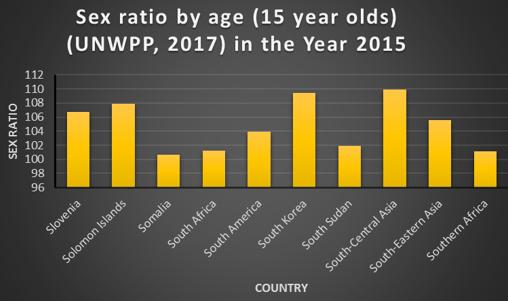 Sex ratio by age (15 year olds)
(UNWPP, 2017) in the Year 2015
SEX RATIO
112
110
108
106
104
102
100
98
96
Slovenia
Solomon Islands
Somalia
South Africa
South America
South Korea
South Sudan
South-Central Asia
South-Eastern Asia
Southern Africa
COUNTRY